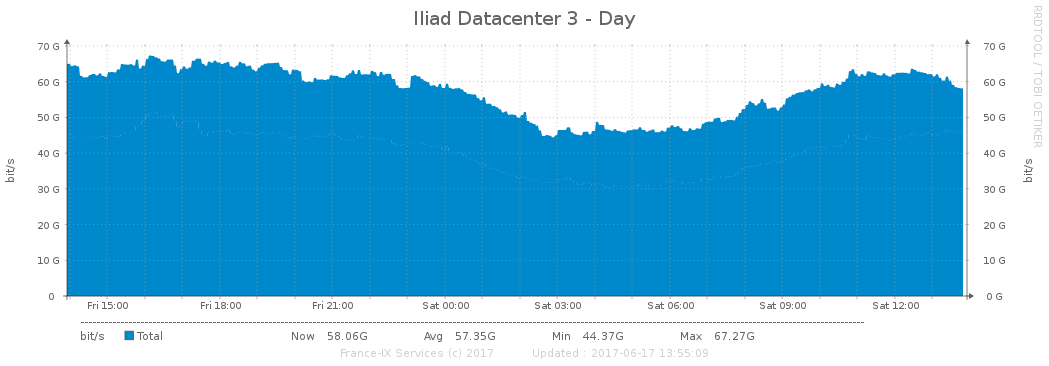 Iliad Datacenter 3 - Day
RRDTOOL / TOBI OETIKER
70 G 70 G
60 G 60 G
50 G 50 G
40 G 40 G
bit/s bit/s
30 G 30 G
20 G 20 G
10 G 10 G
0 0 G
Fri 15:00 Fri 18:00 Fri 21:00 Sat 00:00 Sat 03:00 Sat 06:00 Sat 09:00 Sat 12:00
bit/s Total Now 58.06G Avg 57.35G Min 44.37G Max 67.27G
France-IX Services (c) 2017 Updated : 2017-06-17 13:55:09